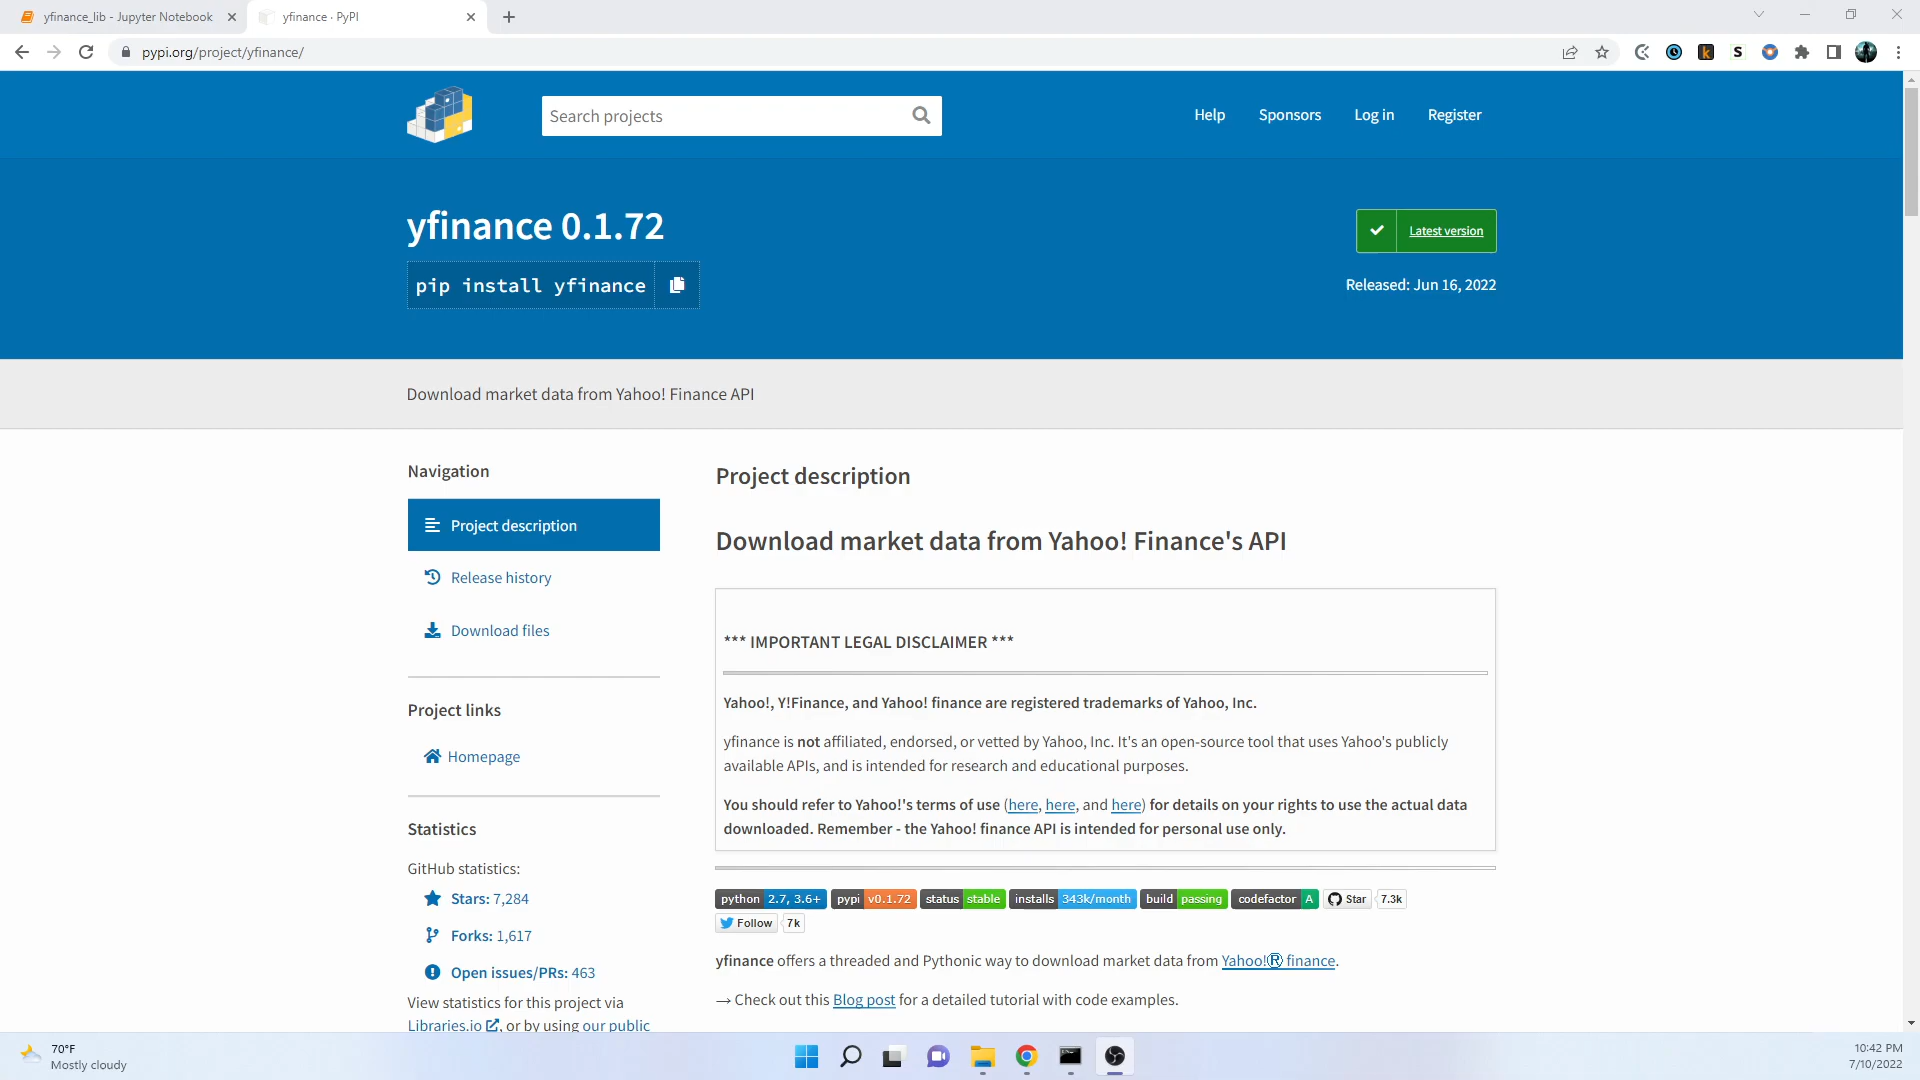 yfinance_lib - Jupyter Notebook
yfinance · PyPI
pypi.org/project/yfinance/
Search projects
Help
Sponsors
Log in
Register
yfinance 0.1.72
pip install yfinance
Latest version
Released: Jun 16, 2022
Download market data from Yahoo! Finance API
Navigation
Project description
Release history
Download files
Project links
Homepage
Statistics
GitHub statistics:
Stars: 7,284
Forks: 1,617
Open issues/PRs: 463
View statistics for this project via
Libraries.io, or by using our public
Project description
Download market data from Yahoo! Finance's API
*** IMPORTANT LEGAL DISCLAIMER ***
Yahoo!, Y!Finance, and Yahoo! finance are registered trademarks of Yahoo, Inc.
yfinance is not affiliated, endorsed, or vetted by Yahoo, Inc. It's an open-source tool that uses Yahoo's publicly
available APIs, and is intended for research and educational purposes.
You should refer to Yahoo!'s terms of use (here, here, and here) for details on your rights to use the actual data
downloaded. Remember - the Yahoo! finance API is intended for personal use only.
python 2.7, 3.6+ pypi v0.1.72 status stable installs 343k/month build passing codefactor A Star 7.3k
Follow 7k
yfinance offers a threaded and Pythonic way to download market data from Yahoo!Ⓡ finance.
→ Check out this Blog post for a detailed tutorial with code examples.
70°F
Mostly cloudy
10:42 PM
7/10/2022